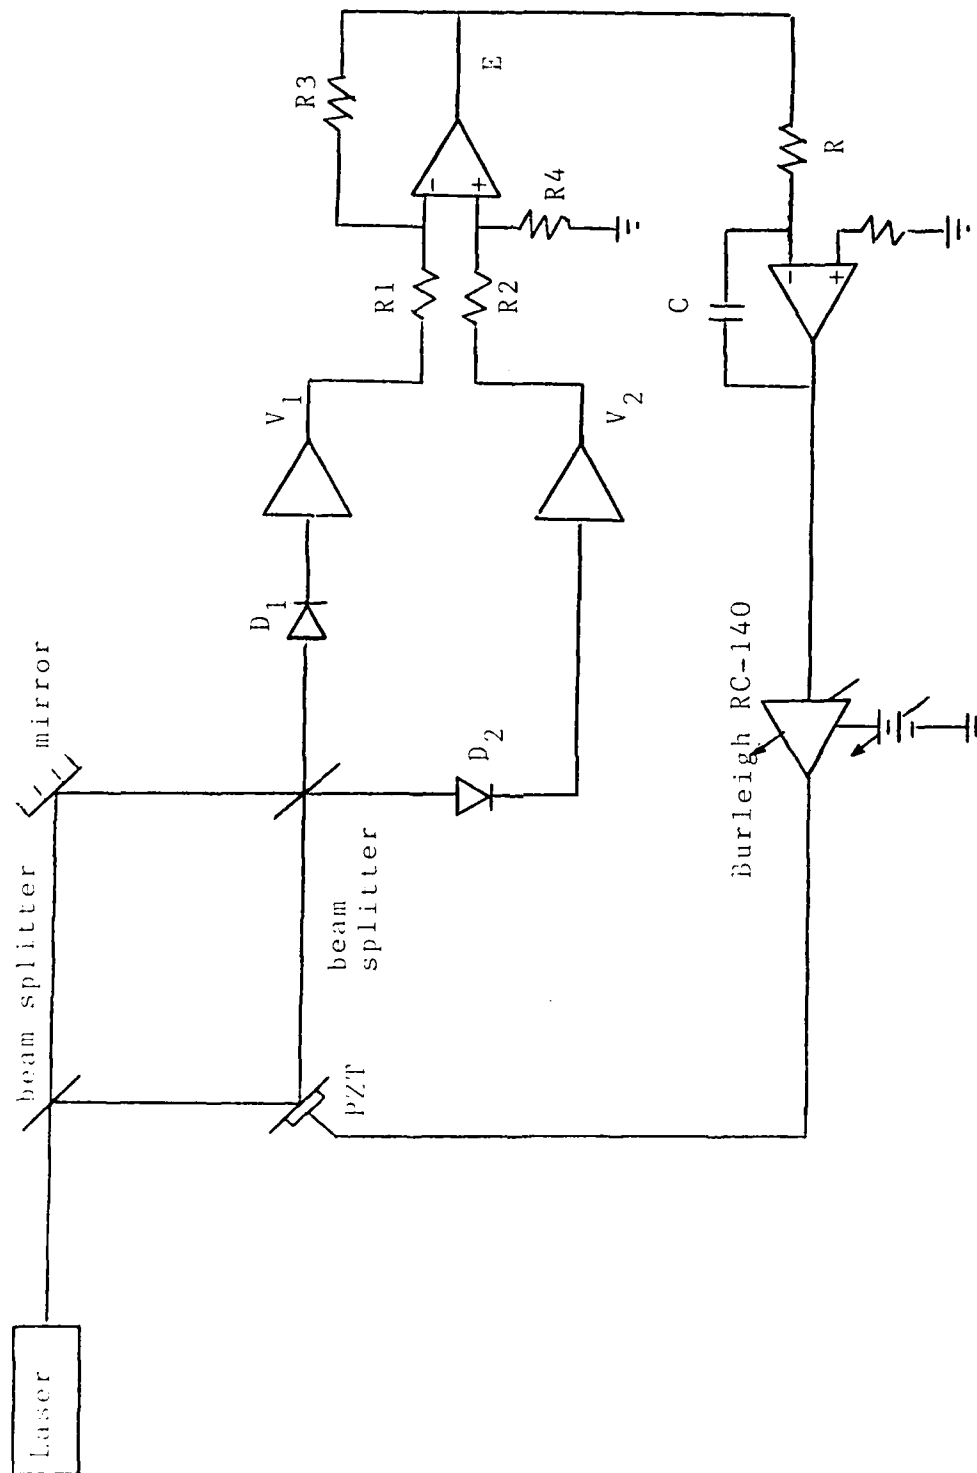 Laser
beam splitter
mirror
PZT
beam
splitter
D1
D2
V1
V2
R1
R2
R3
R4
-
+
E
R
C
-
+
Burleigh RC-140